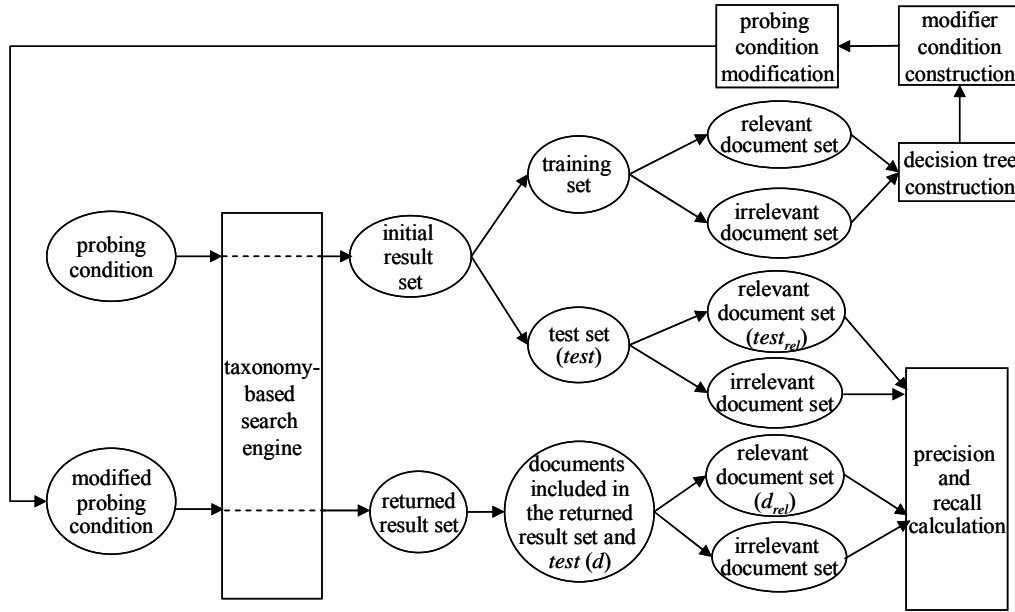 probing
condition
modification
modifier
condition
construction
relevant
document set
training
set
decision tree
construction
irrelevant
document set
probing
condition
initial
result
set
relevant
document set
(test_rel)
test set
(test)
taxonomy-
based
search
engine
irrelevant
document set
modified
probing
condition
returned
result set
documents
included in
the returned
result set and
test (d)
relevant
document set
(d_rel)
irrelevant
document set
precision
and
recall
calculation